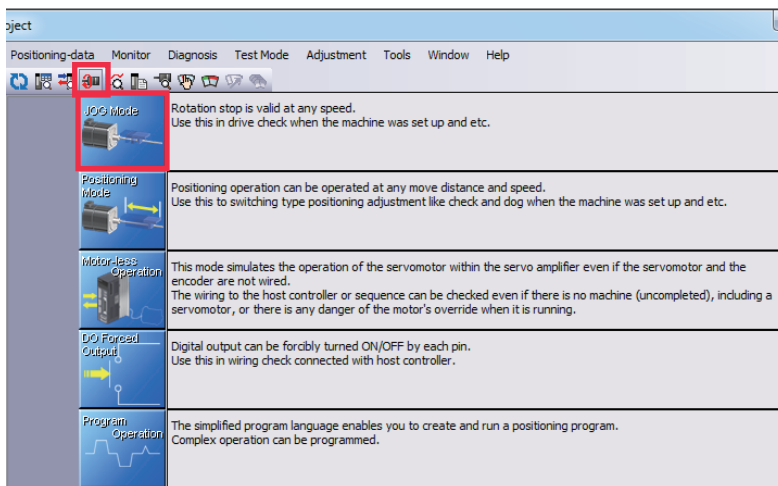 oject
Positioning-data Monitor Diagnosis Test Mode Adjustment Tools Window Help
JOG Mode
Rotation stop is valid at any speed.
Use this in drive check when the machine was set up and etc.
Positioning
Mode
Positioning operation can be operated at any move distance and speed.
Use this to switching type positioning adjustment like check and dog when the machine was set up and etc.
Motor-less
Operation
This mode simulates the operation of the servomotor within the servo amplifier even if the servomotor and the
encoder are not wired.
The wiring to the host controller or sequence can be checked even if there is no machine (uncompleted), including a
servomotor, or there is any danger of the motor's override when it is running.
DO Forced
Output
Digital output can be forcibly turned ON/OFF by each pin.
Use this in wiring check connected with host controller.
Program
Operation
The simplified program language enables you to create and run a positioning program.
Complex operation can be programmed.